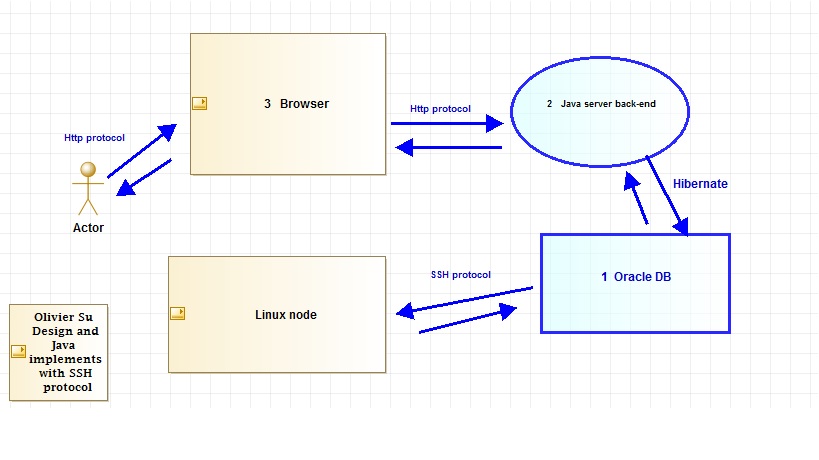 3 Browser
Http protocol
2 Java server back-end
Http protocol
Actor
Hibernate
1 Oracle DB
SSH protocol
Linux node
Olivier Su
Design and
Java
implements
with SSH
protocol